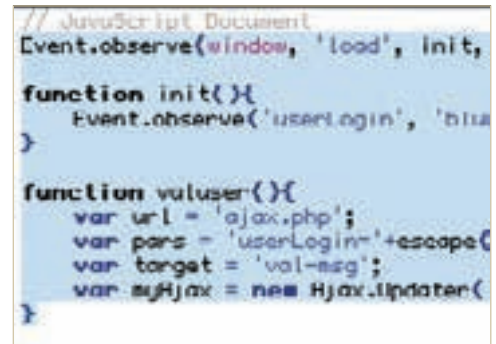 // JavaScript Document
Event.observe(window, 'load', init,
function init(){
Event.observe('userLogin', 'blu
}
function valuser(){
var url = 'ajax.php';
var pars = 'userLogin='+escape(
var target = 'val-msg';
var myAjax = new Ajax.Updater(
}